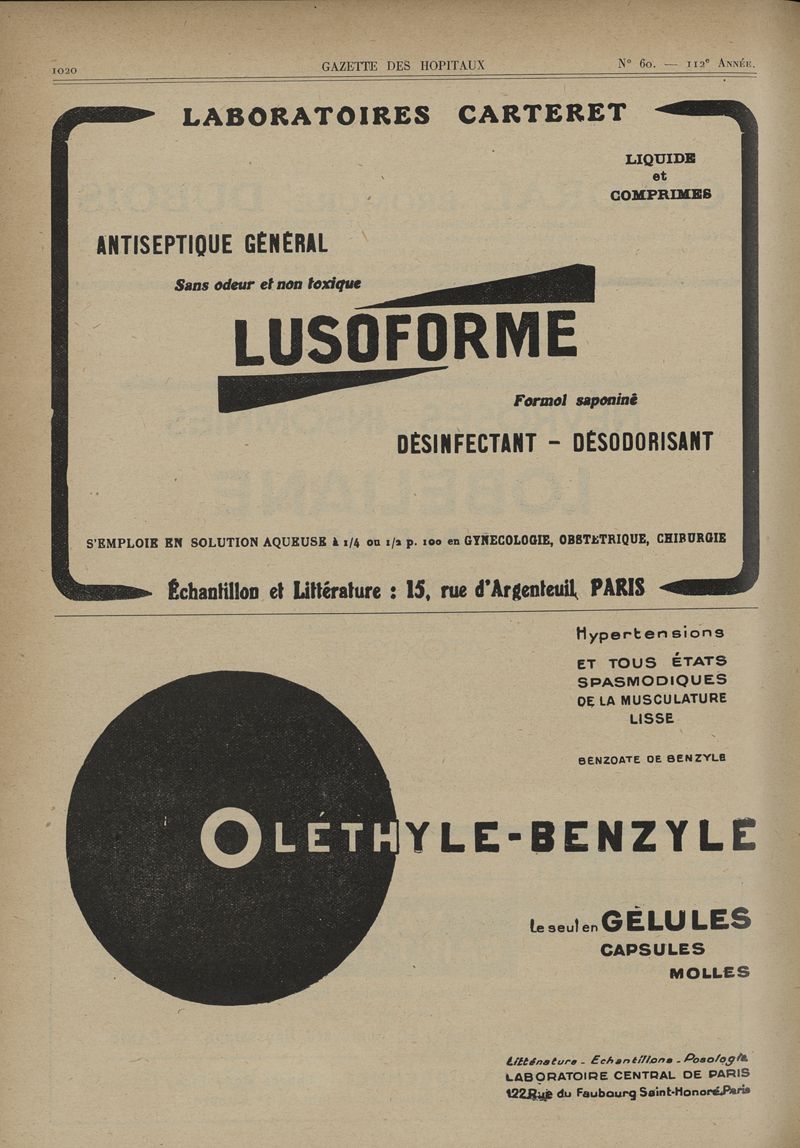 1020
GAZETTE DES HOPITAUX
N° 60. — 112e ANNÉE.
LABORATOIRES CARTERET
LIQUIDE
et
COMPRIMES
ANTISEPTIQUE GÉNÉRAL
Sans odeur et non toxique
LUSOFORME
Formol saponiné
DÉSINFECTANT - DÉSODORISANT
S'EMPLOIE EN SOLUTION AQUEUSE à 1/4 ou 1/2 p. 100 en GYNECOLOGIE, OBSTETRIQUE, CHIRURGIE
Échantillon et Littérature : 15, rue d'Argenteuil, PARIS
Hypertensions
ET TOUS ÉTATS
SPASMODIQUES
DE LA MUSCULATURE
LISSE
BENZOATE DE BENZYLE
OLÉTHYLE-BENZYLE
Le seul en GÉLULES
CAPSULES
MOLLES
Littérature - Echantillons - Posologie
LABORATOIRE CENTRAL DE PARIS
122 Rue du Faubourg Saint-Honoré. Paris